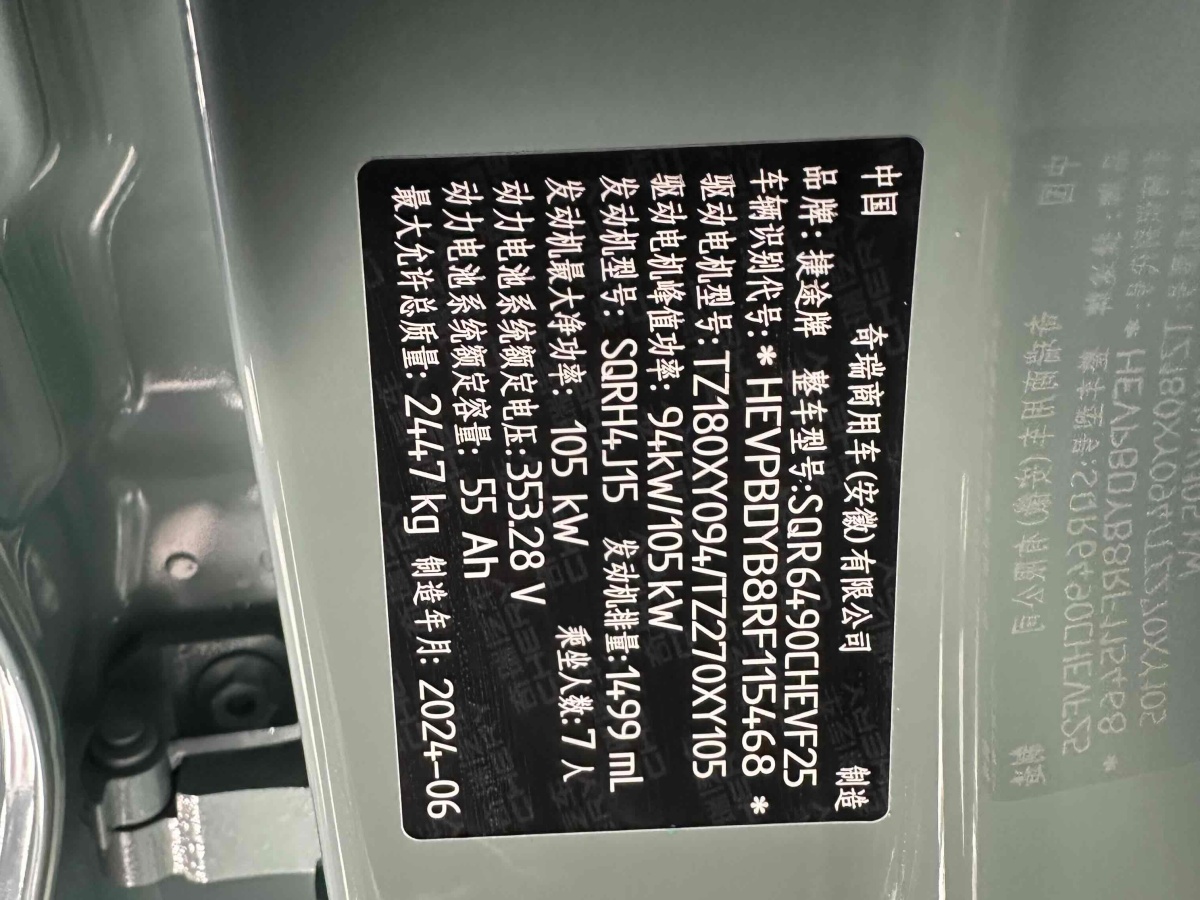 中国 奇瑞商用车(安徽)有限公司 制造
品牌: 捷途牌 整车型号:SQR6490CHEVF25
车辆识别代号: *HEVPBDYB8RF115468*
驱动电机型号: TZ180XY094/TZ270XY105
驱动电机峰值功率: 94kW/105kW
发动机型号: SQRH4J15 发动机排量:1499 mL
发动机最大净功率: 105 kW 乘坐人数:7人
动力电池系统额定电压:353.28 V
动力电池系统额定容量: 55 Ah
最大允许总质量: 2447 kg 制造年月: 2024-06